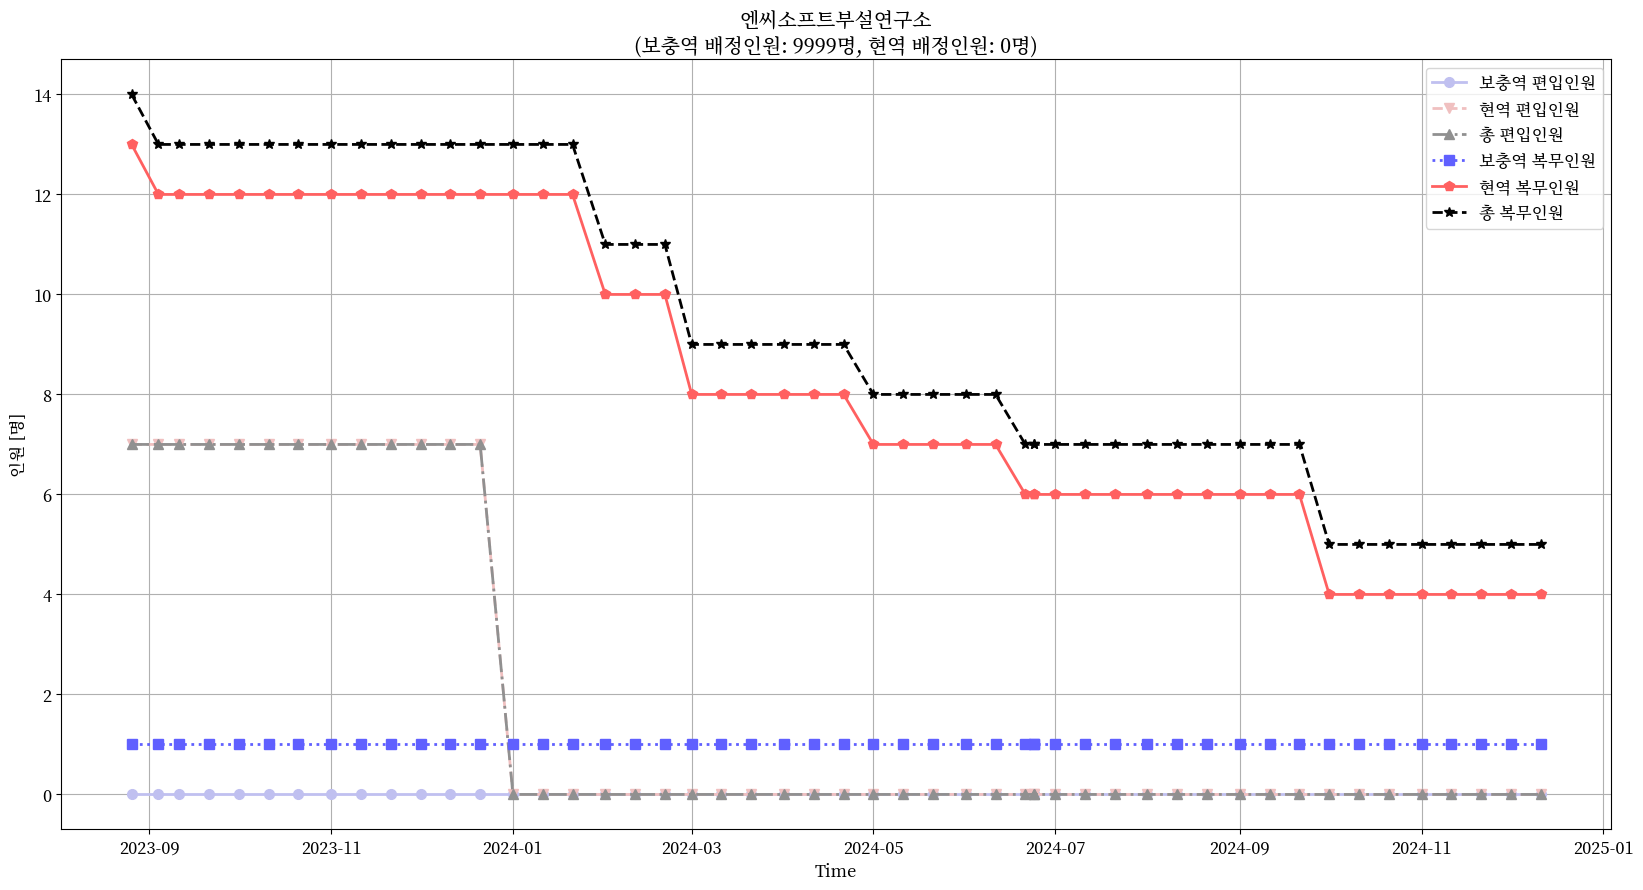 엔씨소프트부설연구소
(보충역 배정인원: 9999명, 현역 배정인원: 0명)
보충역 편입인원
현역 편입인원
총 편입인원
보충역 복무인원
현역 복무인원
총 복무인원
인원 [명]
14
12
10
8
6
4
2
0
2023-09
2023-11
2024-01
2024-03
2024-05
2024-07
2024-09
2024-11
2025-01
Time